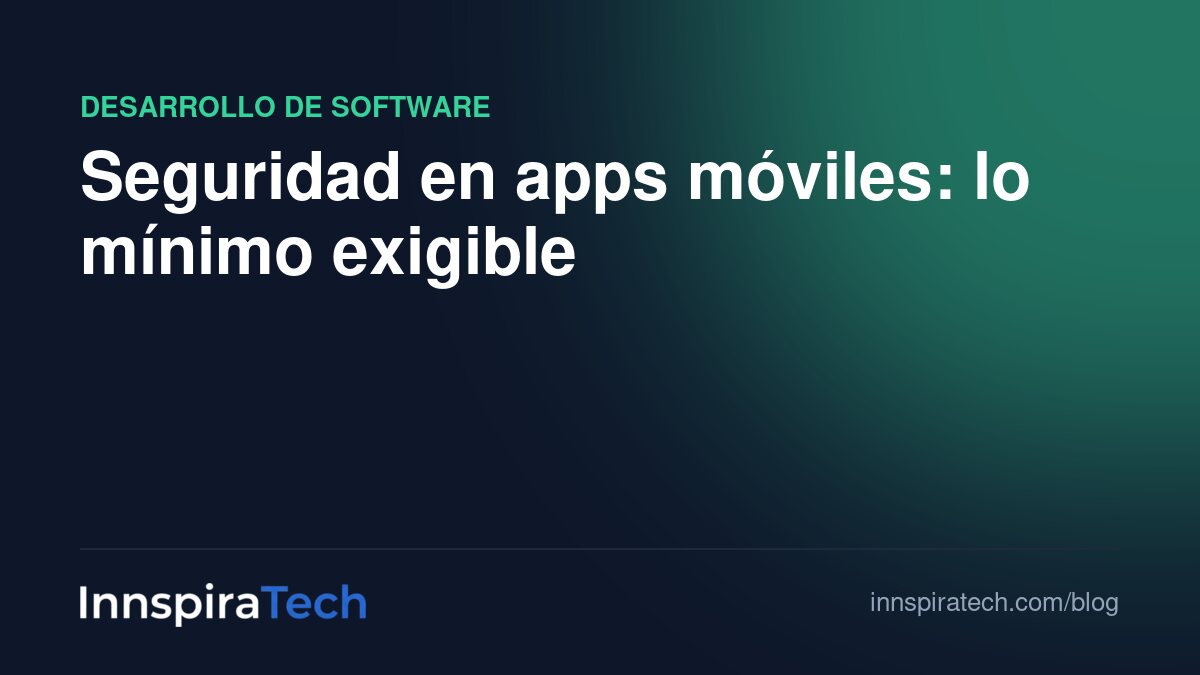 DESARROLLO DE SOFTWARE
Seguridad en apps móviles: lo
mínimo exigible
InnspiraTech
innspiratech.com/blog